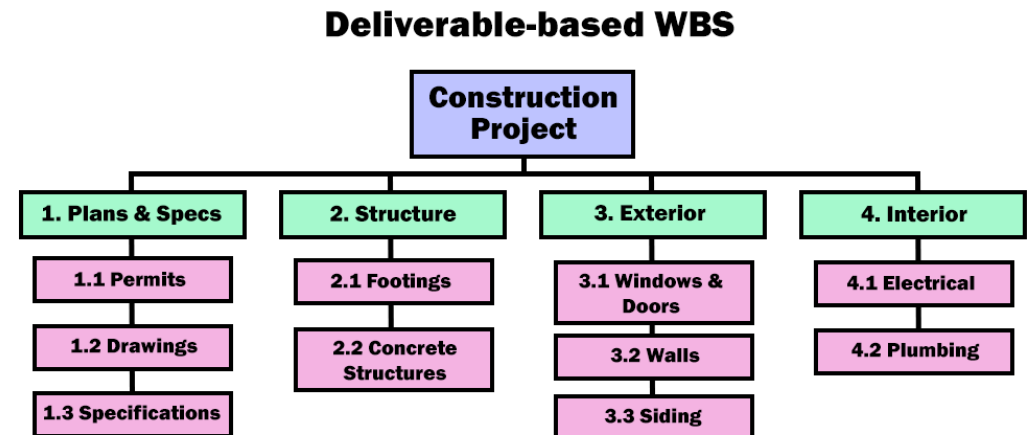 Deliverable-based WBS
Construction
Project
1. Plans & Specs
2. Structure
3. Exterior
4. Interior
1.1 Permits
1.2 Drawings
1.3 Specifications
2.1 Footings
2.2 Concrete
Structures
3.1 Windows &
Doors
3.2 Walls
3.3 Siding
4.1 Electrical
4.2 Plumbing